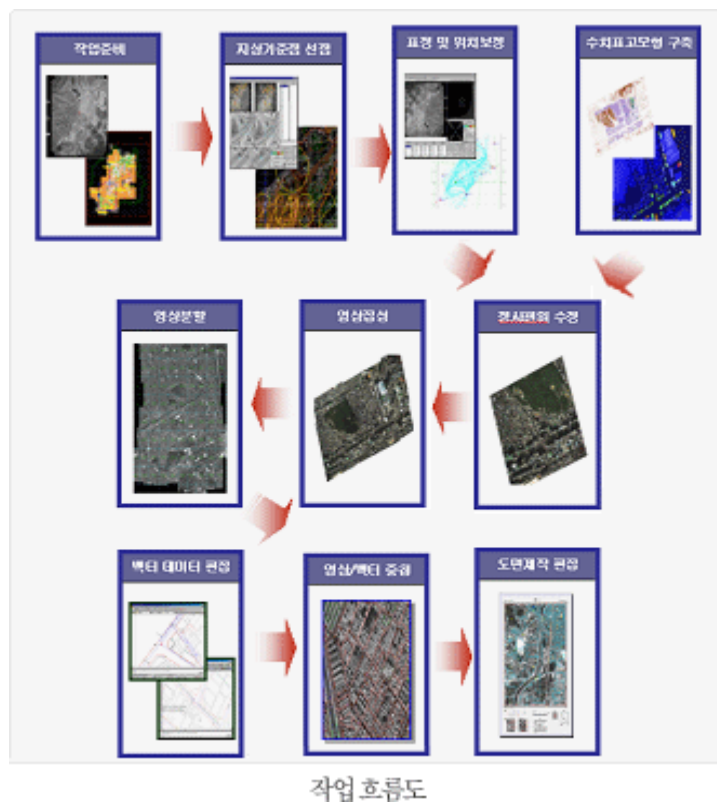 작업준비
지상기준점 선점
표정 및 위치보정
수치표고모형 구축
영상분할
영상집성
정사편위 수정
벡터 데이터 편집
영상/벡터 중첩
도면제작 편집
작업 흐름도